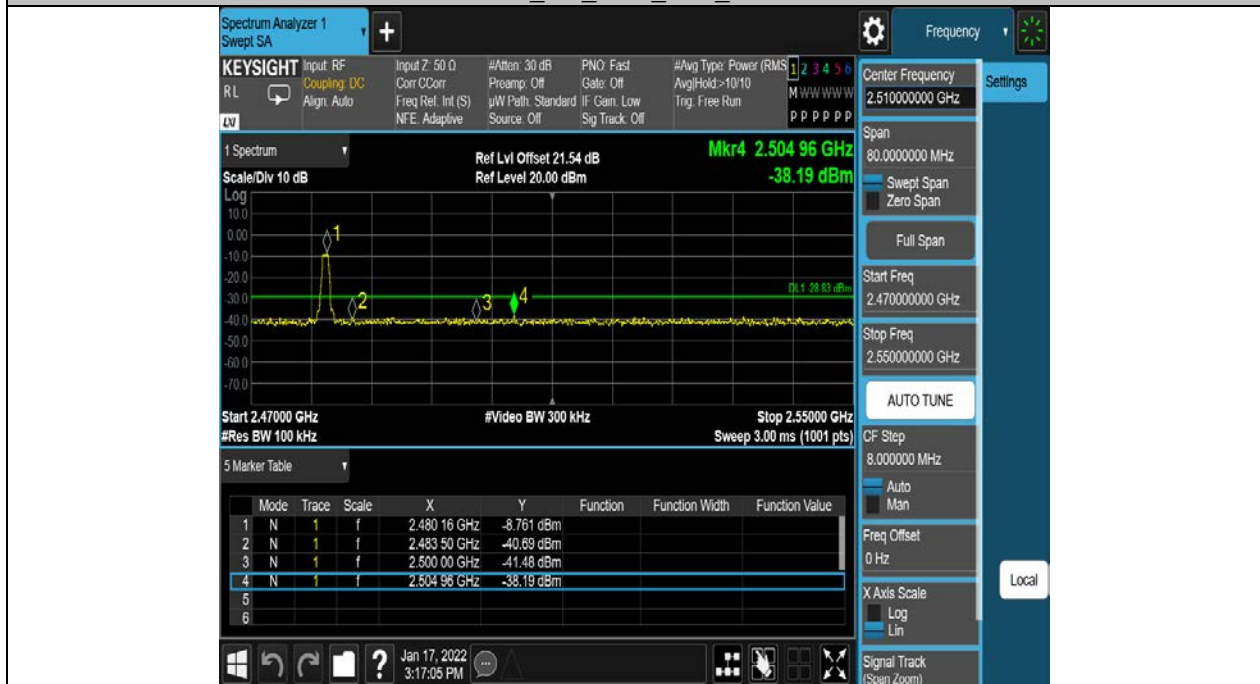 Spectrum Analyzer 1
Swept SA
+
Frequency
KEYSIGHT
RL
LXI
Input: RF
Coupling: DC
Align: Auto
Input Z: 50 Ω
Corr CCorr
Freq Ref: Int (S)
NFE: Adaptive
#Atten: 30 dB
Preamp: Off
µW Path: Standard
Source: Off
PNO: Fast
Gate: Off
IF Gain: Low
Sig Track: Off
#Avg Type: Power (RMS
Avg|Hold:>10/10
Trig: Free Run
1 2 3 4 5 6
M W W W W W
P P P P P P
1 Spectrum
Scale/Div 10 dB
Ref Lvl Offset 21.54 dB
Ref Level 20.00 dBm
Mkr4 2.504 96 GHz
-38.19 dBm
Log
10.0
0.00
-10.0
-20.0
-30.0
-40.0
-50.0
-60.0
-70.0
1
2
3
4
DL1 -28.83 dBm
Start 2.47000 GHz
#Res BW 100 kHz
#Video BW 300 kHz
Stop 2.55000 GHz
Sweep 3.00 ms (1001 pts)
5 Marker Table
Mode Trace Scale X Y Function Function Width Function Value
1 N 1 f 2.480 16 GHz -8.761 dBm
2 N 1 f 2.483 50 GHz -40.69 dBm
3 N 1 f 2.500 00 GHz -41.48 dBm
4 N 1 f 2.504 96 GHz -38.19 dBm
5
6
Jan 17, 2022
3:17:05 PM
Center Frequency
2.510000000 GHz
Span
80.0000000 MHz
Swept Span
Zero Span
Full Span
Start Freq
2.470000000 GHz
Stop Freq
2.550000000 GHz
AUTO TUNE
CF Step
8.000000 MHz
Auto
Man
Freq Offset
0 Hz
X Axis Scale
Log
Lin
Signal Track
(Span Zoom)
Settings
Local